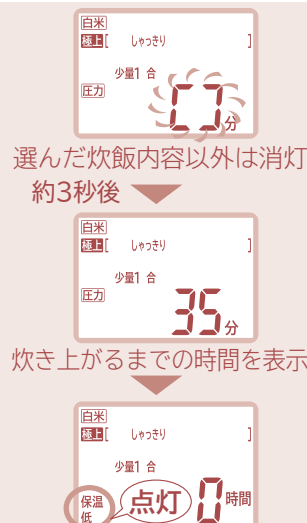 白米
極上[ しゃっきり ]
少量1 合
圧力
分
選んだ炊飯内容以外は消灯
約3秒後
白米
極上[ しゃっきり ]
少量1 合
圧力
35分
炊き上がるまでの時間を表示
白米
極上[ しゃっきり ]
少量1 合
保温
低
点灯
0時間